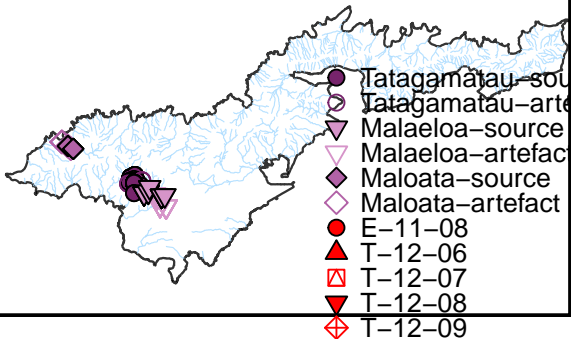 Tatagamatau−sou
Tatagamatau−arte
Malaeloa−source
Malaeloa−artefact
Maloata−source
Maloata−artefact
E−11−08
T−12−06
T−12−07
T−12−08
T−12−09